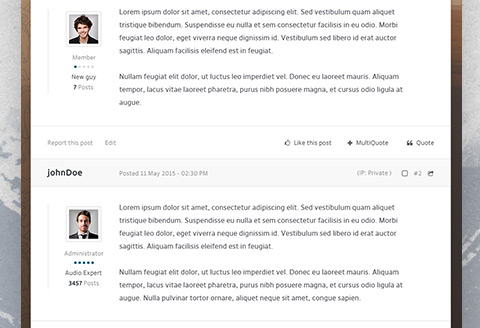 Lorem ipsum dolor sit amet, consectetur adipiscing elit. Sed vestibulum quam aliquet
tristique bibendum. Suspendisse eu nulla et sem consectetur facilisis in eu odio. Morbi
feugiat lorem dolor, eget viverra neque dignissim id. Vestibulum sed libero id erat auctor
sagittis. Aliquam facilisis eleifend est in feugiat.
Nullam feugiat elit dolor, ut luctus leo imperdiet vel. Donec eu laoreet mauris. Aliquam
tempor, lacus vitae laoreet pharetra, purus nibh posuere magna, et cursus odio ligula at
augue.
Member
New guy
7 Posts
Report this post Edit Like this post MultiQuote Quote
johnDoe Posted 11 May 2015 - 02:30 PM (IP: Private ) #2
Lorem ipsum dolor sit amet, consectetur adipiscing elit. Sed vestibulum quam aliquet
tristique bibendum. Suspendisse eu nulla et sem consectetur facilisis in eu odio. Morbi
feugiat lorem dolor, eget viverra neque dignissim id. Vestibulum sed libero id erat auctor
sagittis. Aliquam facilisis eleifend est in feugiat.
Nullam feugiat elit dolor, ut luctus leo imperdiet vel. Donec eu laoreet mauris. Aliquam
tempor, lacus vitae laoreet pharetra, purus nibh posuere magna, et cursus odio ligula at
augue. Nulla pulvinar tortor ornare, aliquet neque sit amet, congue sapien.
Administrator
Audio Expert
3457 Posts